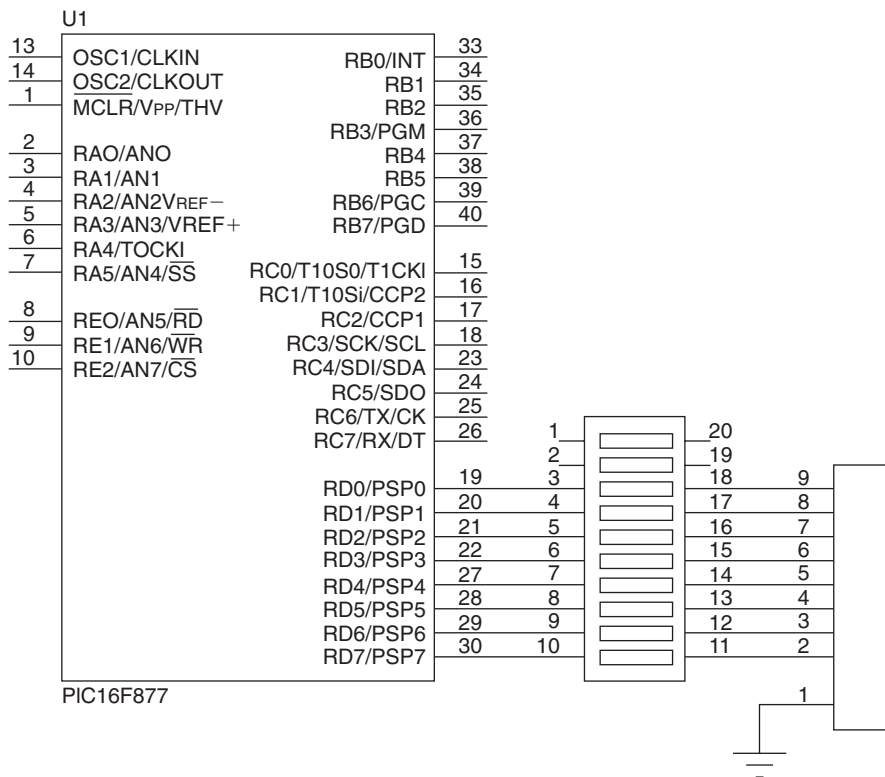 U1
13 OSC1/CLKIN
14 OSC2/CLKOUT
1 MCLR/VPP/THV
2 RAO/ANO
3 RA1/AN1
4 RA2/AN2VREF−
5 RA3/AN3/VREF+
6 RA4/TOCKI
7 RA5/AN4/SS
8 REO/AN5/RD
9 RE1/AN6/WR
10 RE2/AN7/CS
RB0/INT 33
RB1 34
RB2 35
RB3/PGM 36
RB4 37
RB5 38
RB6/PGC 39
RB7/PGD 40
RC0/T10S0/T1CKI 15
RC1/T10Si/CCP2 16
RC2/CCP1 17
RC3/SCK/SCL 18
RC4/SDI/SDA 23
RC5/SDO 24
RC6/TX/CK 25
RC7/RX/DT 26
1 20
2 19
RD0/PSP0 19 3 18 9
RD1/PSP1 20 4 17 8
RD2/PSP2 21 5 16 7
RD3/PSP3 22 6 15 6
RD4/PSP4 27 7 14 5
RD5/PSP5 28 8 13 4
RD6/PSP6 29 9 12 3
RD7/PSP7 30 10 11 2
1
PIC16F877